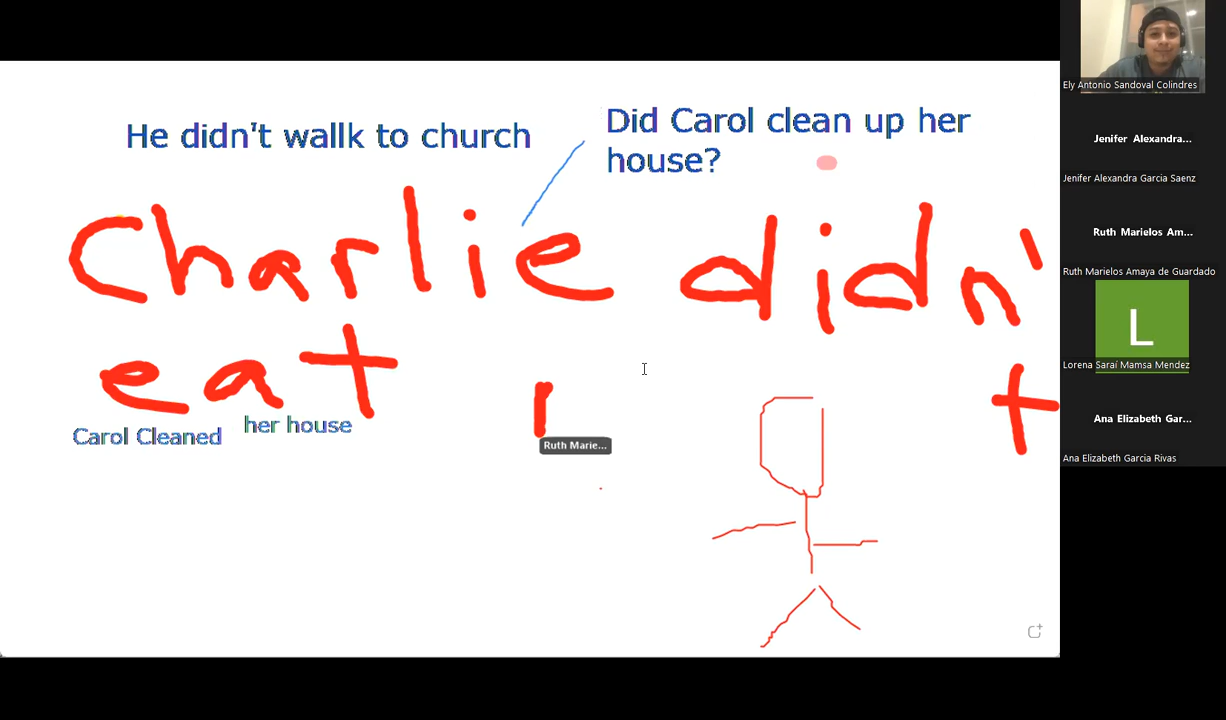 He didn't wallk to church
Did Carol clean up her
house?
Charlie didn'
t
eat
Carol Cleaned
her house
Ruth Marie...
Ely Antonio Sandoval Colindres
Jenifer Alexandra...
Jenifer Alexandra Garcia Saenz
Ruth Marielos Am...
Ruth Marielos Amaya de Guardado
L
Lorena Saraí Mamsa Mendez
Ana Elizabeth Gar...
Ana Elizabeth Garcia Rivas